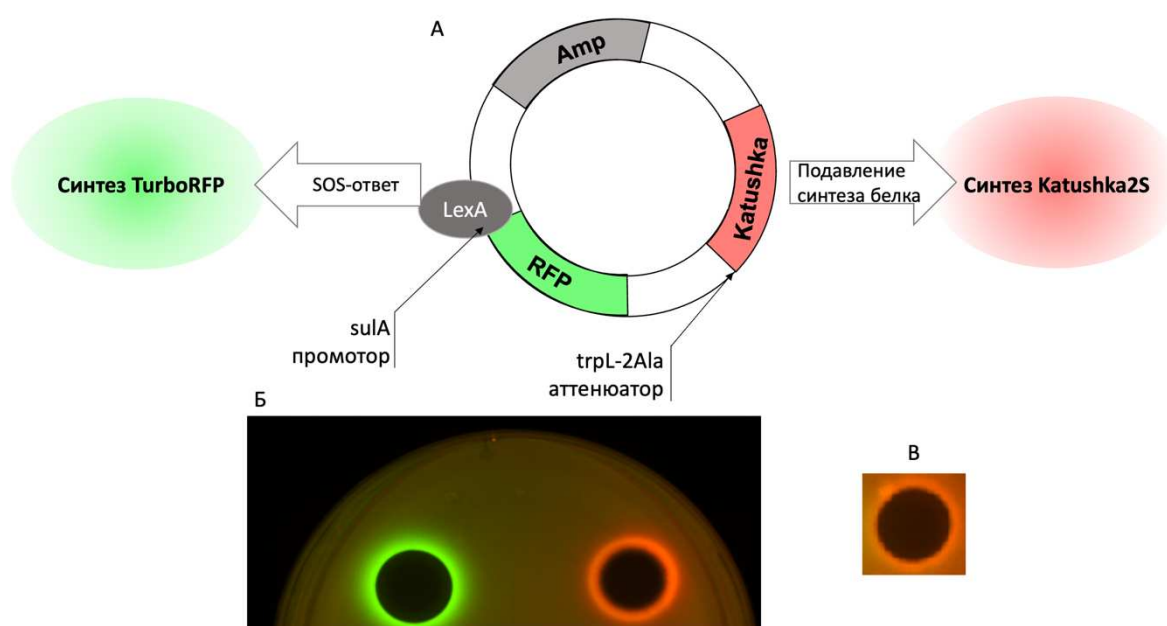 А
Amp
Синтез TurboRFP
SOS-ответ
LexA
RFP
Katushka
Подавление
синтеза белка
Синтез Katushka2S
sulA
промотор
trpL-2Ala
аттенюатор
Б
В